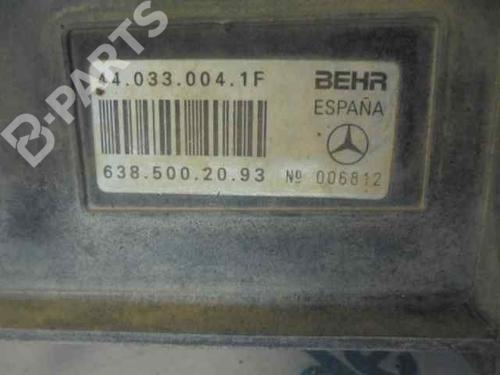 B-PARTS
44.033.004.1F
BEHR
ESPAÑA
638.500.20.93
Nº 006812